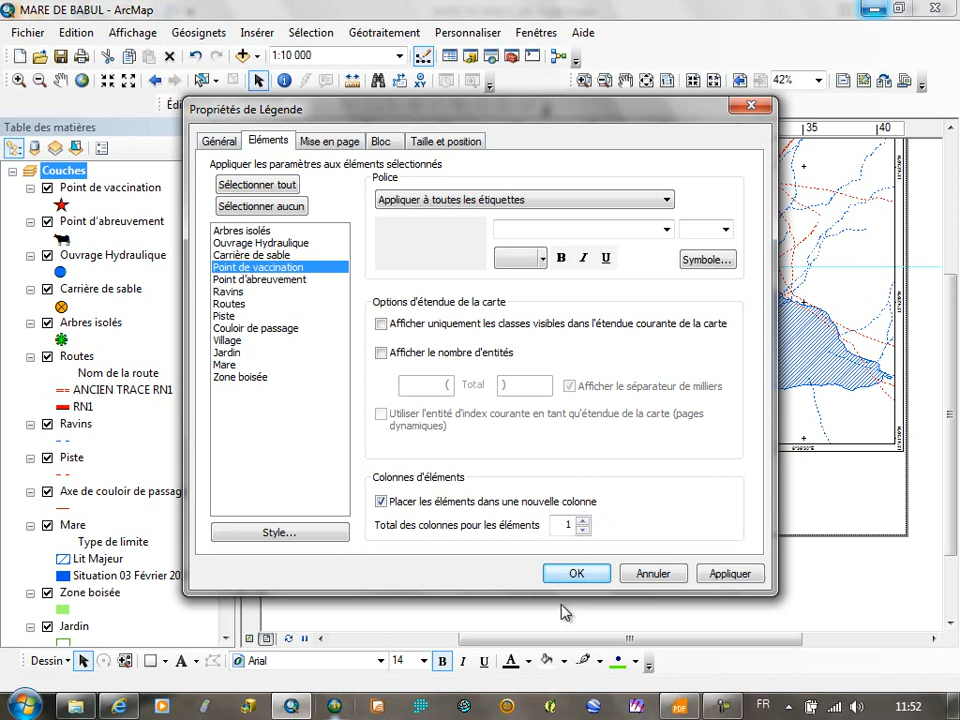 MARE DE BABUL - ArcMap
Fichier Edition Affichage Géosignets Insérer Sélection Géotraitement Personnaliser Fenêtres Aide
1:10 000
42%
Édi
Table des matières
Couches
Point de vaccination
Point d'abreuvement
Ouvrage Hydraulique
Carrière de sable
Arbres isolés
Routes
Nom de la route
ANCIEN TRACE RN1
RN1
Ravins
Piste
Axe de couloir de passag
Mare
Type de limite
Lit Majeur
Situation 03 Février 20
Zone boisée
Jardin
Propriétés de Légende
Général Eléments Mise en page Bloc Taille et position
Appliquer les paramètres aux éléments sélectionnés
Sélectionner tout
Sélectionner aucun
Arbres isolés
Ouvrage Hydraulique
Carrière de sable
Point de vaccination
Point d'abreuvement
Ravins
Routes
Piste
Couloir de passage
Village
Jardin
Mare
Zone boisée
Style...
Police
Appliquer à toutes les étiquettes
B I U Symbole...
Options d'étendue de la carte
Afficher uniquement les classes visibles dans l'étendue courante de la carte
Afficher le nombre d'entités
( Total ) Afficher le séparateur de milliers
Utiliser l'entité d'index courante en tant qu'étendue de la carte (pages
dynamiques)
Colonnes d'éléments
Placer les éléments dans une nouvelle colonne
Total des colonnes pour les éléments 1
OK Annuler Appliquer
35 40
Dessin A Arial 14 B I U A
FR 11:52